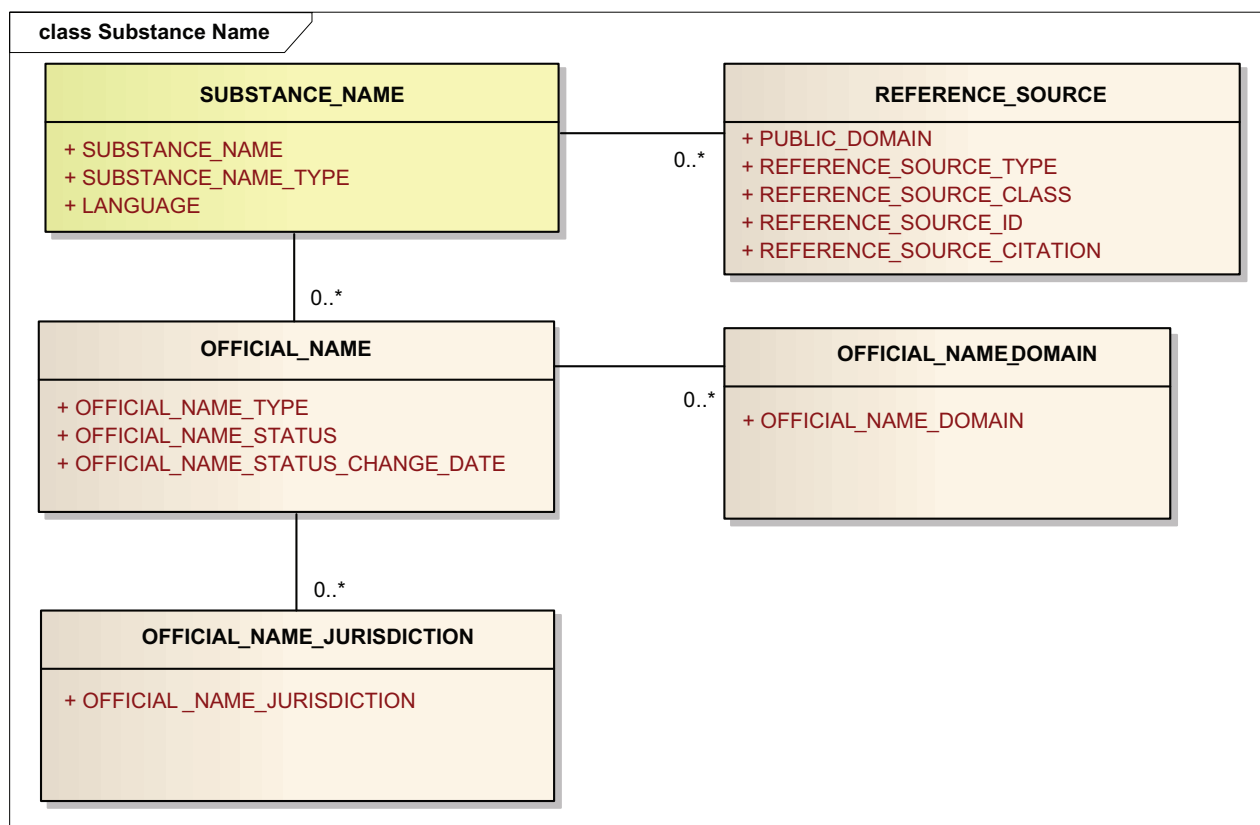 class Substance Name
SUBSTANCE_NAME
+ SUBSTANCE_NAME
+ SUBSTANCE_NAME_TYPE
+ LANGUAGE
REFERENCE_SOURCE
+ PUBLIC_DOMAIN
+ REFERENCE_SOURCE_TYPE
+ REFERENCE_SOURCE_CLASS
+ REFERENCE_SOURCE_ID
+ REFERENCE_SOURCE_CITATION
0..*
0..*
OFFICIAL_NAME
+ OFFICIAL_NAME_TYPE
+ OFFICIAL_NAME_STATUS
+ OFFICIAL_NAME_STATUS_CHANGE_DATE
OFFICIAL_NAME_DOMAIN
+ OFFICIAL_NAME_DOMAIN
0..*
0..*
OFFICIAL_NAME_JURISDICTION
+ OFFICIAL _NAME_JURISDICTION